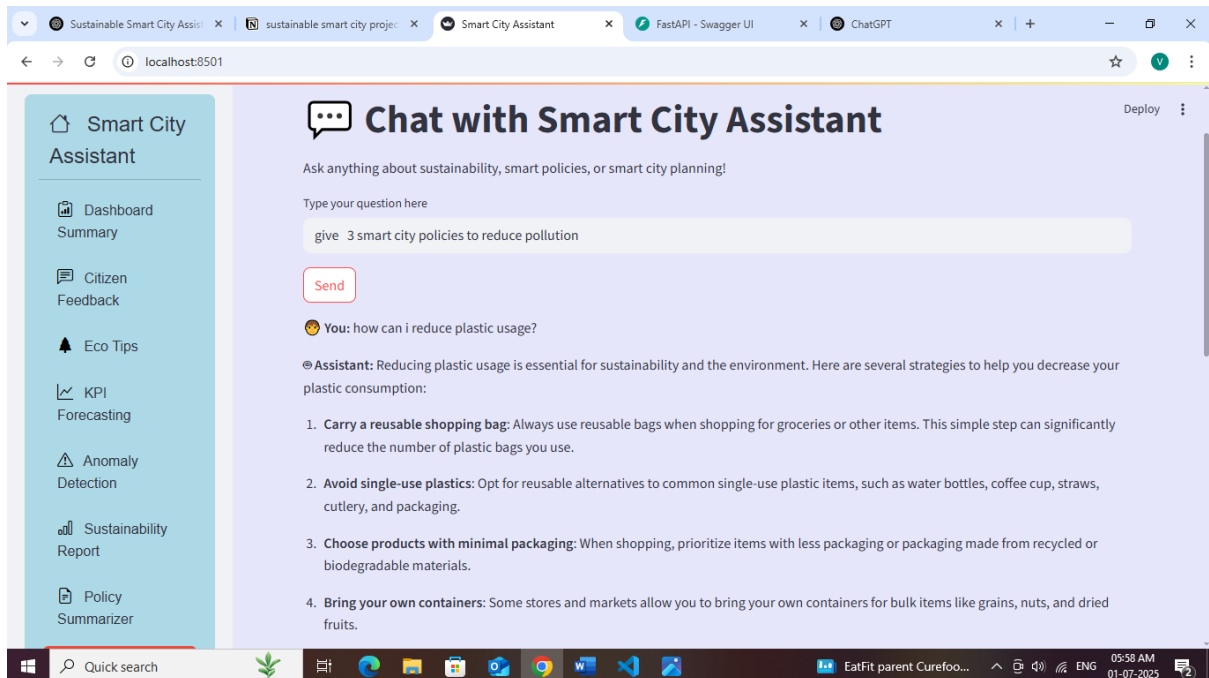 Sustainable Smart City Assist
sustainable smart city projec
Smart City Assistant
FastAPI - Swagger UI
ChatGPT
localhost:8501
V
Smart City
Assistant
Dashboard
Summary
Citizen
Feedback
Eco Tips
KPI
Forecasting
Anomaly
Detection
Sustainability
Report
Policy
Summarizer
Deploy
Chat with Smart City Assistant
Ask anything about sustainability, smart policies, or smart city planning!
Type your question here
give 3 smart city policies to reduce pollution
Send
You: how can i reduce plastic usage?
Assistant: Reducing plastic usage is essential for sustainability and the environment. Here are several strategies to help you decrease your
plastic consumption:
1. Carry a reusable shopping bag: Always use reusable bags when shopping for groceries or other items. This simple step can significantly
reduce the number of plastic bags you use.
2. Avoid single-use plastics: Opt for reusable alternatives to common single-use plastic items, such as water bottles, coffee cup, straws,
cutlery, and packaging.
3. Choose products with minimal packaging: When shopping, prioritize items with less packaging or packaging made from recycled or
biodegradable materials.
4. Bring your own containers: Some stores and markets allow you to bring your own containers for bulk items like grains, nuts, and dried
fruits.
Quick search
EatFit parent Curefoo...
ENG
05:58 AM
01-07-2025
2